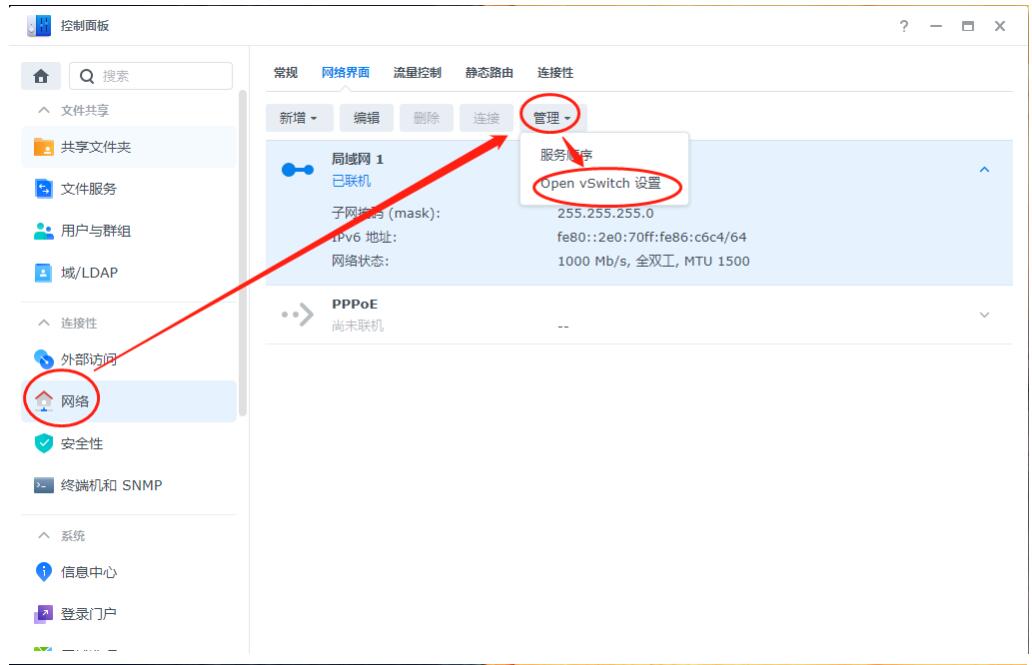 控制面板
搜索
文件共享
共享文件夹
文件服务
用户与群组
域/LDAP
连接性
外部访问
网络
安全性
终端机和 SNMP
系统
信息中心
登录门户
常规 网络界面 流量控制 静态路由 连接性
新增 编辑 删除 连接 管理
服务顺序
Open vSwitch 设置
局域网 1
已联机
子网掩码 (mask): 255.255.255.0
IPv6 地址: fe80::2e0:70ff:fe86:c6c4/64
网络状态: 1000 Mb/s, 全双工, MTU 1500
PPPoE
尚未联机 --